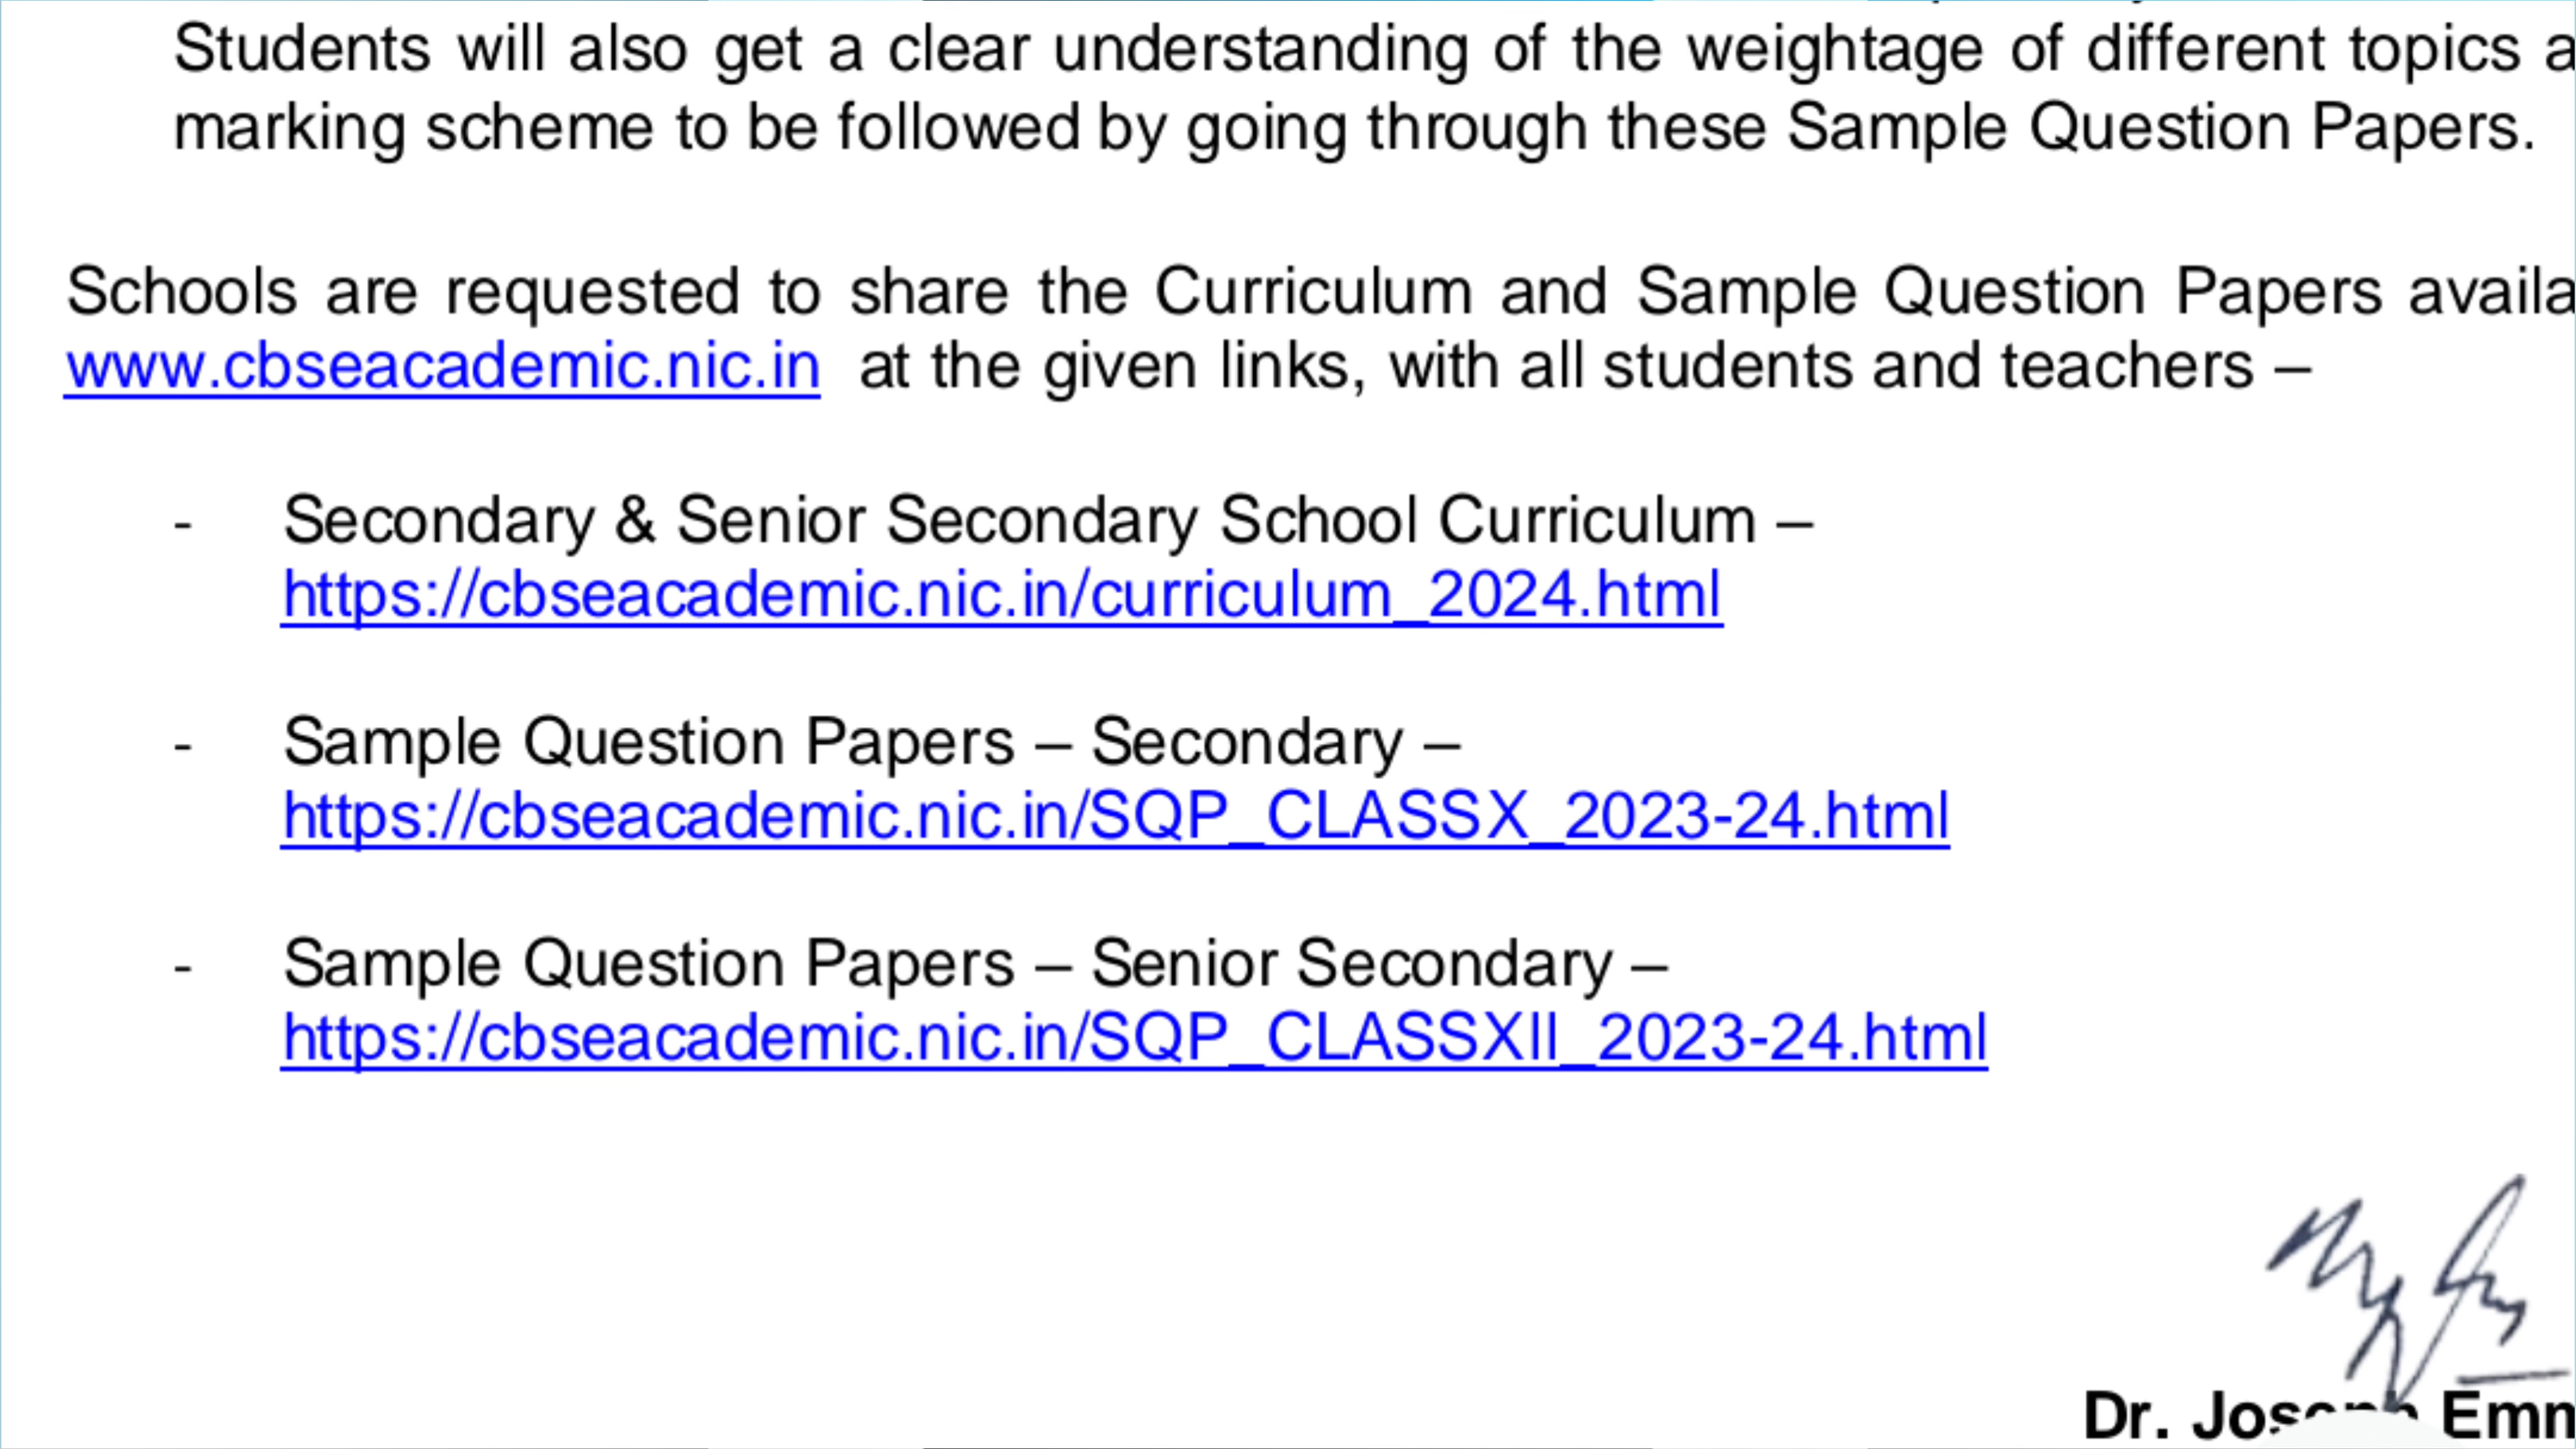 Students will also get a clear understanding of the weightage of different topics a
marking scheme to be followed by going through these Sample Question Papers.
Schools are requested to share the Curriculum and Sample Question Papers availa
www.cbseacademic.nic.in at the given links, with all students and teachers –
- Secondary & Senior Secondary School Curriculum –
https://cbseacademic.nic.in/curriculum_2024.html
- Sample Question Papers – Secondary –
https://cbseacademic.nic.in/SQP_CLASSX_2023-24.html
- Sample Question Papers – Senior Secondary –
https://cbseacademic.nic.in/SQP_CLASSXII_2023-24.html
Dr. Joseph Emm